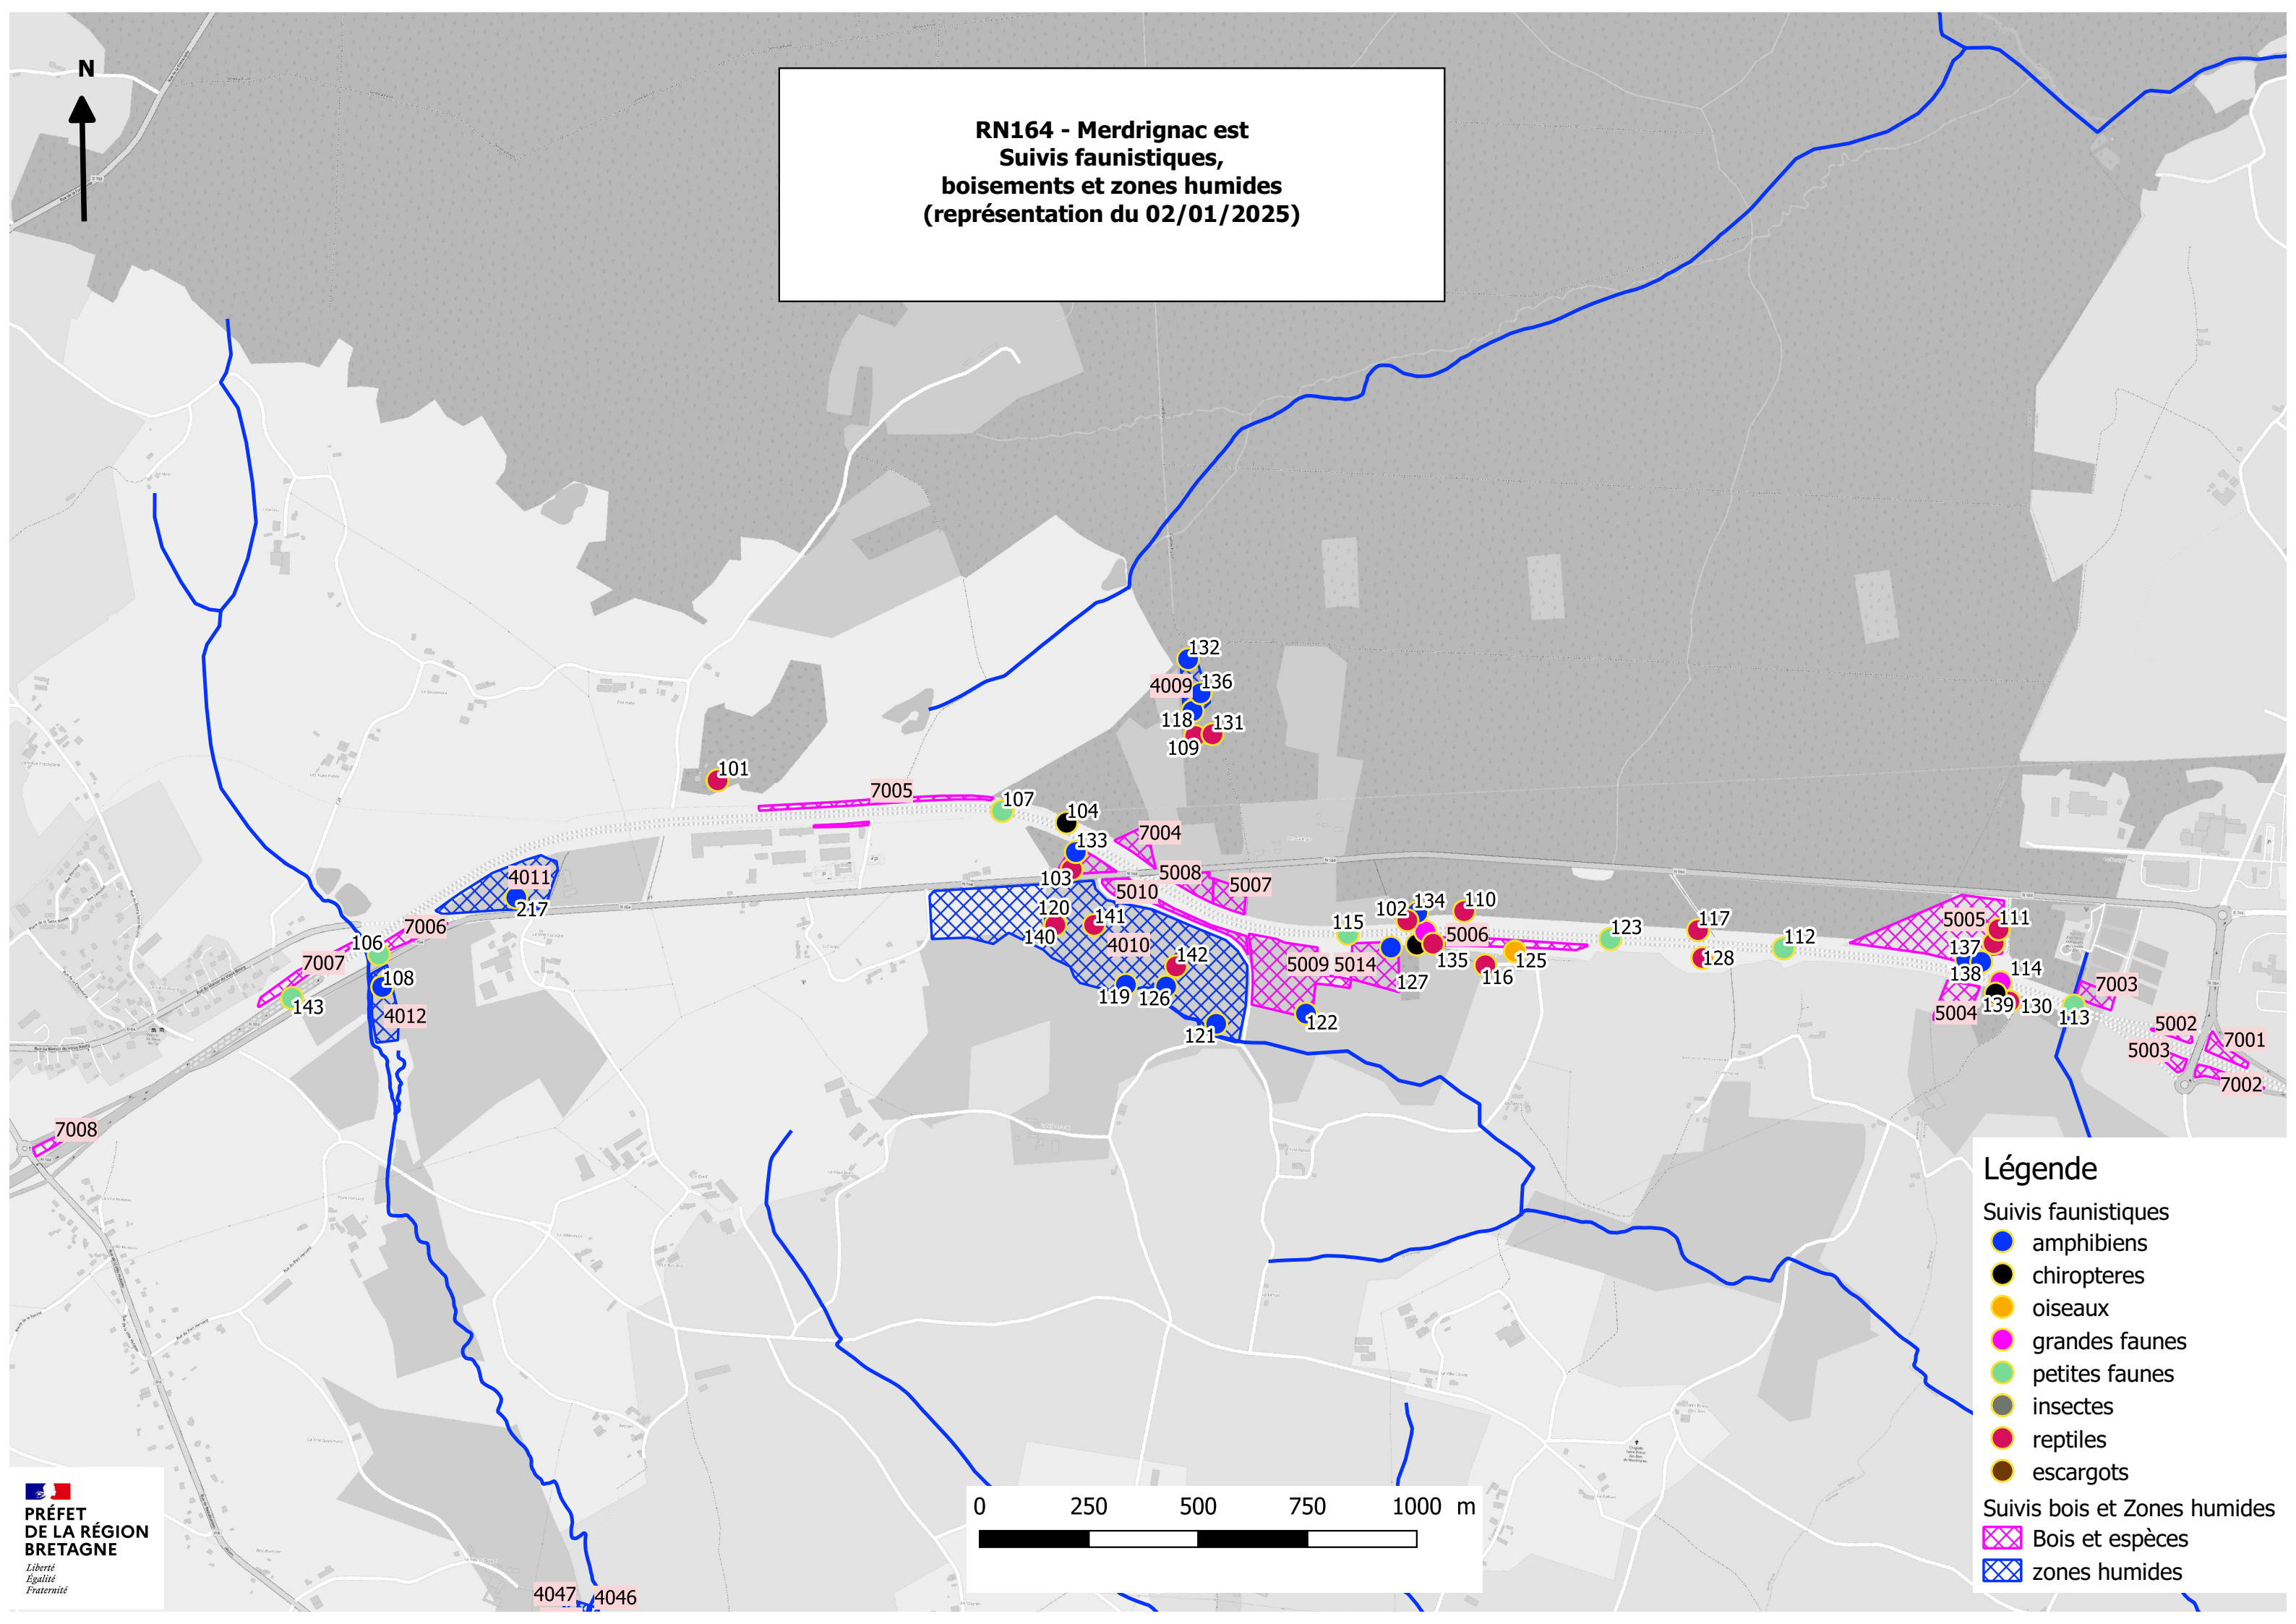 N
RN164 - Merdrignac est
Suivis faunistiques,
boisements et zones humides
(représentation du 02/01/2025)
132
136
4009
118
131
109
101
7005
107
104
133
7004
103
5008
5007
5010
4011
217
120
141
140
4010
142
119
126
121
115
102
134
110
5006
5009
5014
135
125
116
127
122
123
117
128
112
5005
111
137
138
114
139
130
5004
7003
113
5002
5003
7001
7002
106
7006
7007
108
143
4012
7008
4047
4046
Légende
Suivis faunistiques
amphibiens
chiropteres
oiseaux
grandes faunes
petites faunes
insectes
reptiles
escargots
Suivis bois et Zones humides
Bois et espèces
zones humides
0 250 500 750 1000 m
PRÉFET
DE LA RÉGION
BRETAGNE
Liberté
Égalité
Fraternité